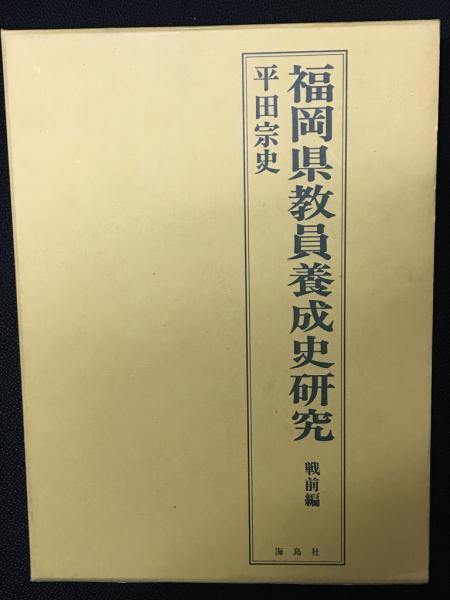 福岡県教員養成史研究
戦前編
平田宗史
海鳥社